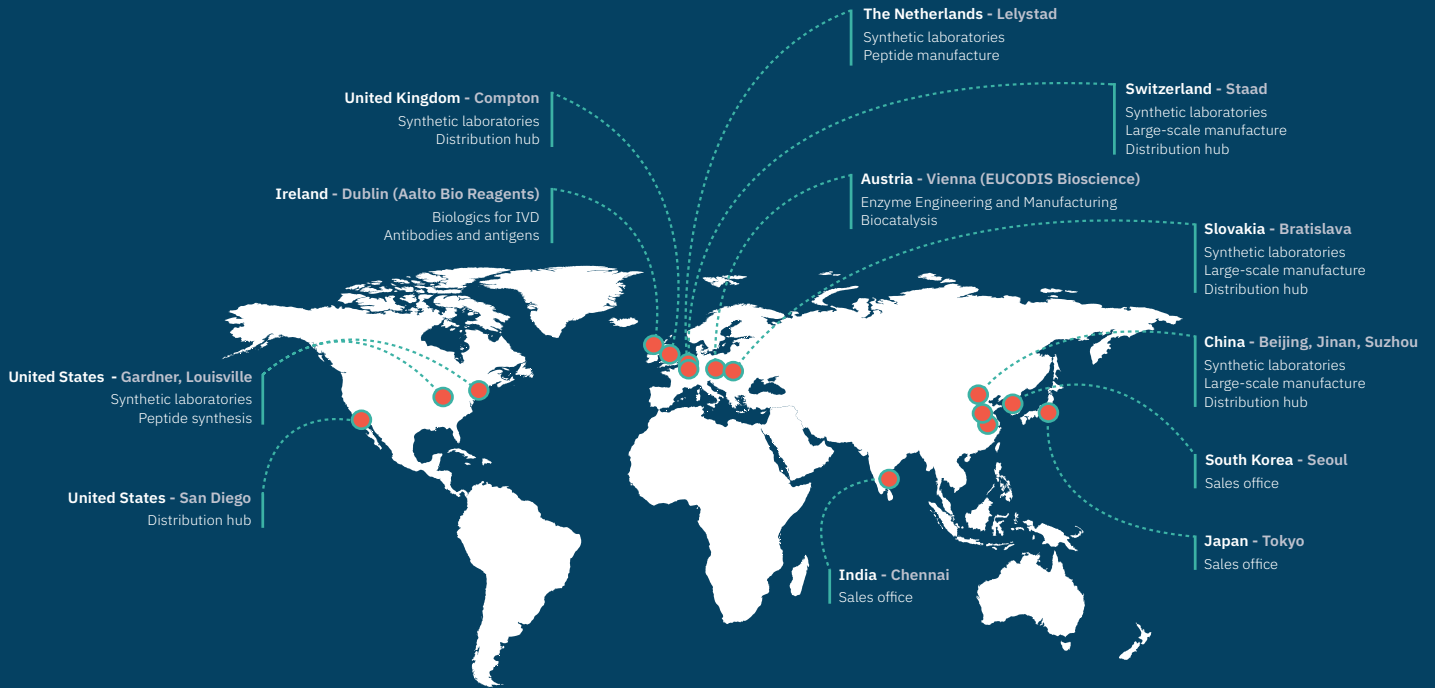 The Netherlands - Lelystad
Synthetic laboratories
Peptide manufacture
United Kingdom - Compton
Synthetic laboratories
Distribution hub
Switzerland - Staad
Synthetic laboratories
Large-scale manufacture
Distribution hub
Ireland - Dublin (Aalto Bio Reagents)
Biologics for IVD
Antibodies and antigens
Austria - Vienna (EUCODIS Bioscience)
Enzyme Engineering and Manufacturing
Biocatalysis
Slovakia - Bratislava
Synthetic laboratories
Large-scale manufacture
Distribution hub
China - Beijing, Jinan, Suzhou
Synthetic laboratories
Large-scale manufacture
Distribution hub
United States - Gardner, Louisville
Synthetic laboratories
Peptide synthesis
South Korea - Seoul
Sales office
United States - San Diego
Distribution hub
Japan - Tokyo
Sales office
India - Chennai
Sales office